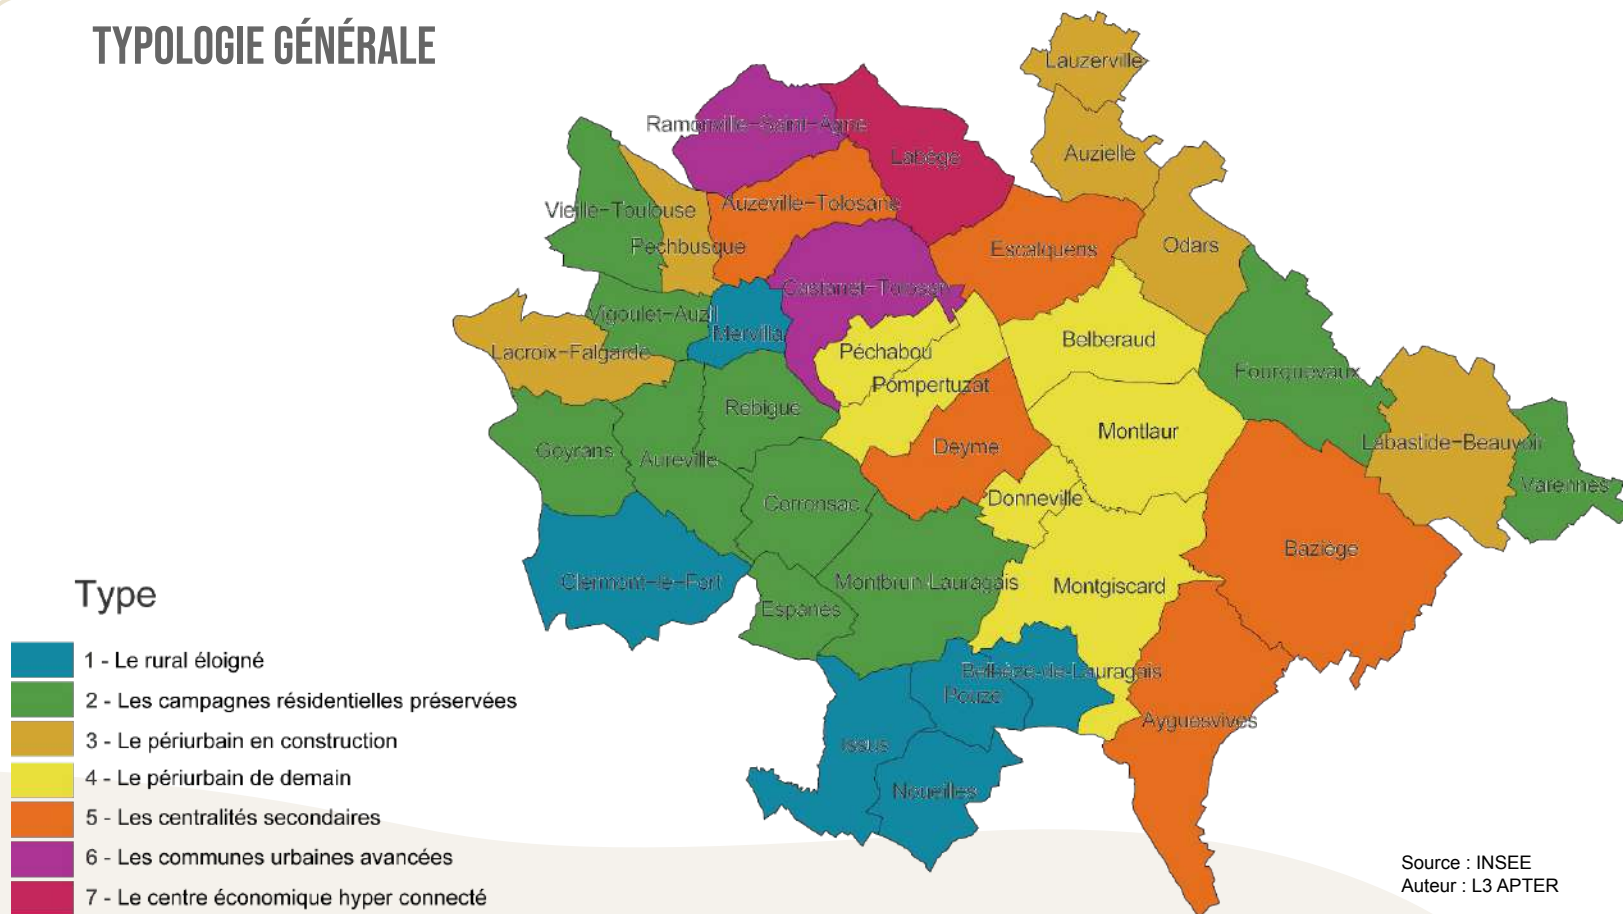 TYPOLOGIE GÉNÉRALE
Lauzerville
Ramonville-Saint-Agne
Labège
Auzielle
Vieille-Toulouse
Auzeville-Tolosane
Pechbusque
Escalquens
Odars
Castanet-Tolosan
Vigoulet-Auzil
Mervilla
Belberaud
Lacroix-Falgarde
Péchabou
Fourquevaux
Pompertuzat
Rebigue
Montlaur
Labastide-Beauvoir
Goyrans
Aureville
Deyme
Varennes
Corronsac
Donneville
Baziège
Clermont-le-Fort
Montbrun-Lauragais
Montgiscard
Espanès
Belbèze-de-Lauragais
Pouze
Ayguesvives
Issus
Noueilles
Type
1 - Le rural éloigné
2 - Les campagnes résidentielles préservées
3 - Le périurbain en construction
4 - Le périurbain de demain
5 - Les centralités secondaires
6 - Les communes urbaines avancées
7 - Le centre économique hyper connecté
Source : INSEE
Auteur : L3 APTER